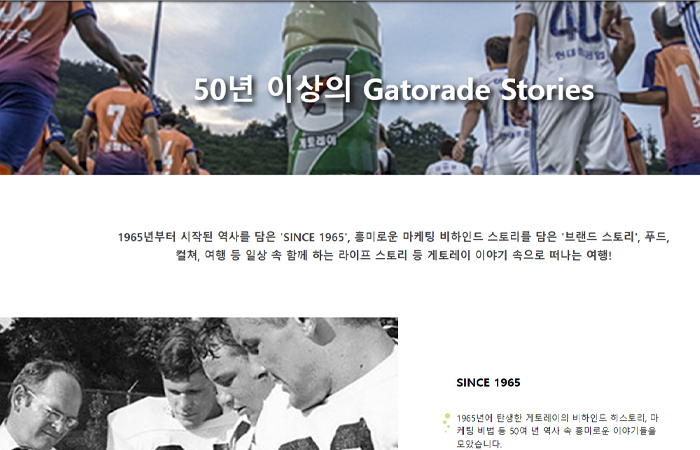 40
현대중공업
7
4
G
게토레이
50년 이상의 Gatorade Stories
1965년부터 시작된 역사를 담은 'SINCE 1965', 흥미로운 마케팅 비하인드 스토리를 담은 '브랜드 스토리', 푸드,
컬쳐, 여행 등 일상 속 함께 하는 라이프 스토리 등 게토레이 이야기 속으로 떠나는 여행!
SINCE 1965
1965년에 탄생한 게토레이의 비하인드 히스토리, 마
케팅 비법 등 50여 년 역사 속 흥미로운 이야기들을
모았습니다.